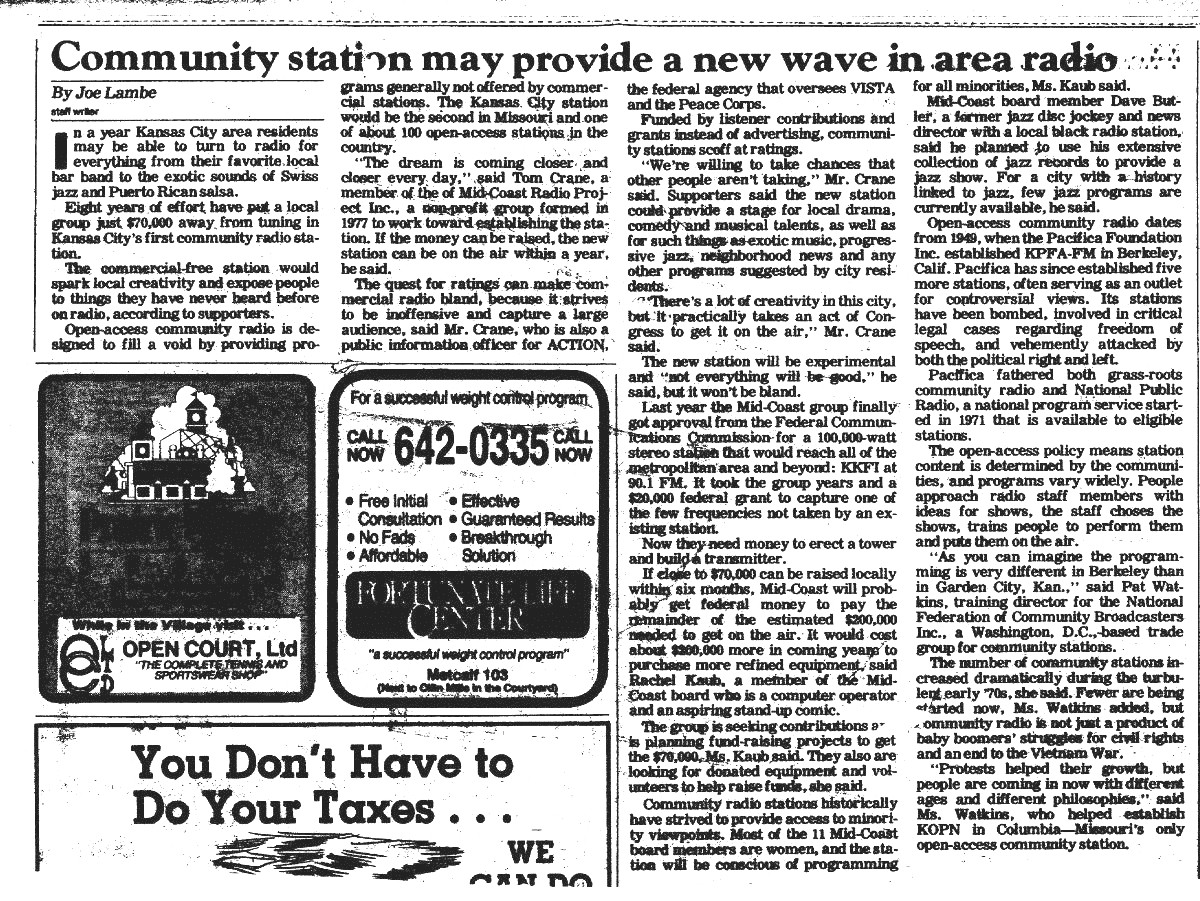 Community station may provide a new wave in area radio
By Joe Lambe
staff writer
In a year Kansas City area residents
may be able to turn to radio for
everything from their favorite local
bar band to the exotic sounds of Swiss
jazz and Puerto Rican salsa.
Eight years of effort have put a local
group just $70,000 away from tuning in
Kansas City's first community radio sta-
tion.
The commercial-free station would
spark local creativity and expose people
to things they have never heard before
on radio, according to supporters.
Open-access community radio is de-
signed to fill a void by providing pro-
grams generally not offered by commer-
cial stations. The Kansas City station
would be the second in Missouri and one
of about 100 open-access stations in the
country.
"The dream is coming closer and
closer every day," said Tom Crane, a
member of the of Mid-Coast Radio Proj-
ect Inc., a non-profit group formed in
1977 to work toward establishing the sta-
tion. If the money can be raised, the new
station can be on the air within a year,
he said.
The quest for ratings can make com-
mercial radio bland, because it strives
to be inoffensive and capture a large
audience, said Mr. Crane, who is also a
public information officer for ACTION,
the federal agency that oversees VISTA
and the Peace Corps.
Funded by listener contributions and
grants instead of advertising, communi-
ty stations scoff at ratings.
"We're willing to take chances that
other people aren't taking," Mr. Crane
said. Supporters said the new station
could provide a stage for local drama,
comedy and musical talents, as well as
for such things as exotic music, progres-
sive jazz, neighborhood news and any
other programs suggested by city resi-
dents.
"There's a lot of creativity in this city,
but it practically takes an act of Con-
gress to get it on the air," Mr. Crane
said.
The new station will be experimental
and "not everything will be good," he
said, but it won't be bland.
Last year the Mid-Coast group finally
got approval from the Federal Commun-
ications Commission for a 100,000-watt
stereo station that would reach all of the
metropolitan area and beyond: KKFI at
90.1 FM. It took the group years and a
$20,000 federal grant to capture one of
the few frequencies not taken by an ex-
isting station.
Now they need money to erect a tower
and build a transmitter.
If close to $70,000 can be raised locally
within six months, Mid-Coast will prob-
ably get federal money to pay the
remainder of the estimated $200,000
needed to get on the air. It would cost
about $200,000 more in coming years to
purchase more refined equipment, said
Rachel Kaub, a member of the Mid-
Coast board who is a computer operator
and an aspiring stand-up comic.
The group is seeking contributions
is planning fund-raising projects to get
the $70,000, Ms. Kaub said. They also are
looking for donated equipment and vol-
unteers to help raise funds, she said.
Community radio stations historically
have strived to provide access to minori-
ty viewpoints. Most of the 11 Mid-Coast
board members are women, and the sta-
tion will be conscious of programming
for all minorities, Ms. Kaub said.
Mid-Coast board member Dave But-
ler, a former jazz disc jockey and news
director with a local black radio station,
said he planned to use his extensive
collection of jazz records to provide a
jazz show. For a city with a history
linked to jazz, few jazz programs are
currently available, he said.
Open-access community radio dates
from 1949, when the Pacifica Foundation
Inc. established KPFA-FM in Berkeley,
Calif. Pacifica has since established five
more stations, often serving as an outlet
for controversial views. Its stations
have been bombed, involved in critical
legal cases regarding freedom of
speech, and vehemently attacked by
both the political right and left.
Pacifica fathered both grass-roots
community radio and National Public
Radio, a national program service start-
ed in 1971 that is available to eligible
stations.
The open-access policy means station
content is determined by the communi-
ties, and programs vary widely. People
approach radio staff members with
ideas for shows, the staff choses the
shows, trains people to perform them
and puts them on the air.
"As you can imagine the program-
ming is very different in Berkeley than
in Garden City, Kan.," said Pat Wat-
kins, training director for the National
Federation of Community Broadcasters
Inc., a Washington, D.C.,-based trade
group for community stations.
The number of community stations in-
creased dramatically during the turbu-
lent early '70s, she said. Fewer are being
started now, Ms. Watkins added, but
community radio is not just a product of
baby boomers' struggles for civil rights
and an end to the Vietnam War.
"Protests helped their growth, but
people are coming in now with different
ages and different philosophies," said
Ms. Watkins, who helped establish
KOPN in Columbia—Missouri's only
open-access community station.
While in the Village visit . . .
OPEN COURT, Ltd
"THE COMPLETE TENNIS AND
SPORTSWEAR SHOP"
For a successful weight control program
CALL NOW 642-0335 CALL NOW
• Free Initial Consultation
• No Fads
• Affordable
• Effective
• Guaranteed Results
• Breakthrough Solution
FORTUNATE LIFE
CENTER
"a successful weight control program"
Metcalf 103
(Next to Olan Mills in the Courtyard)
You Don't Have to
Do Your Taxes . . .
WE
CAN DO